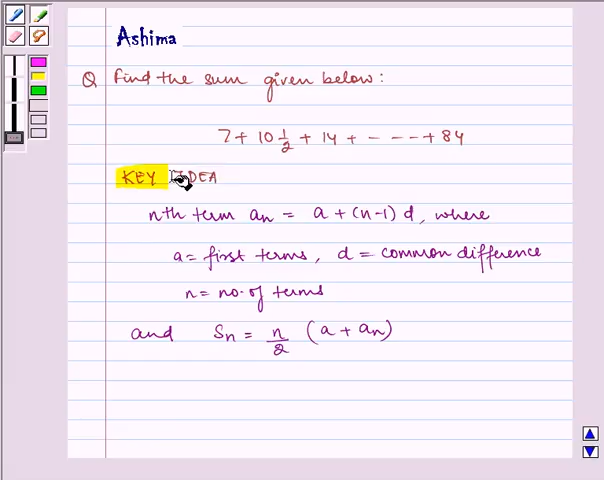 Ashima
Q Find the sum given below:
7 + 10 1/2 + 14 + - - - - + 84
KEY IDEA
nth term an = a + (n-1) d, where
a = first terms, d = common difference
n = no. of terms
and Sn = n/2 (a + an)